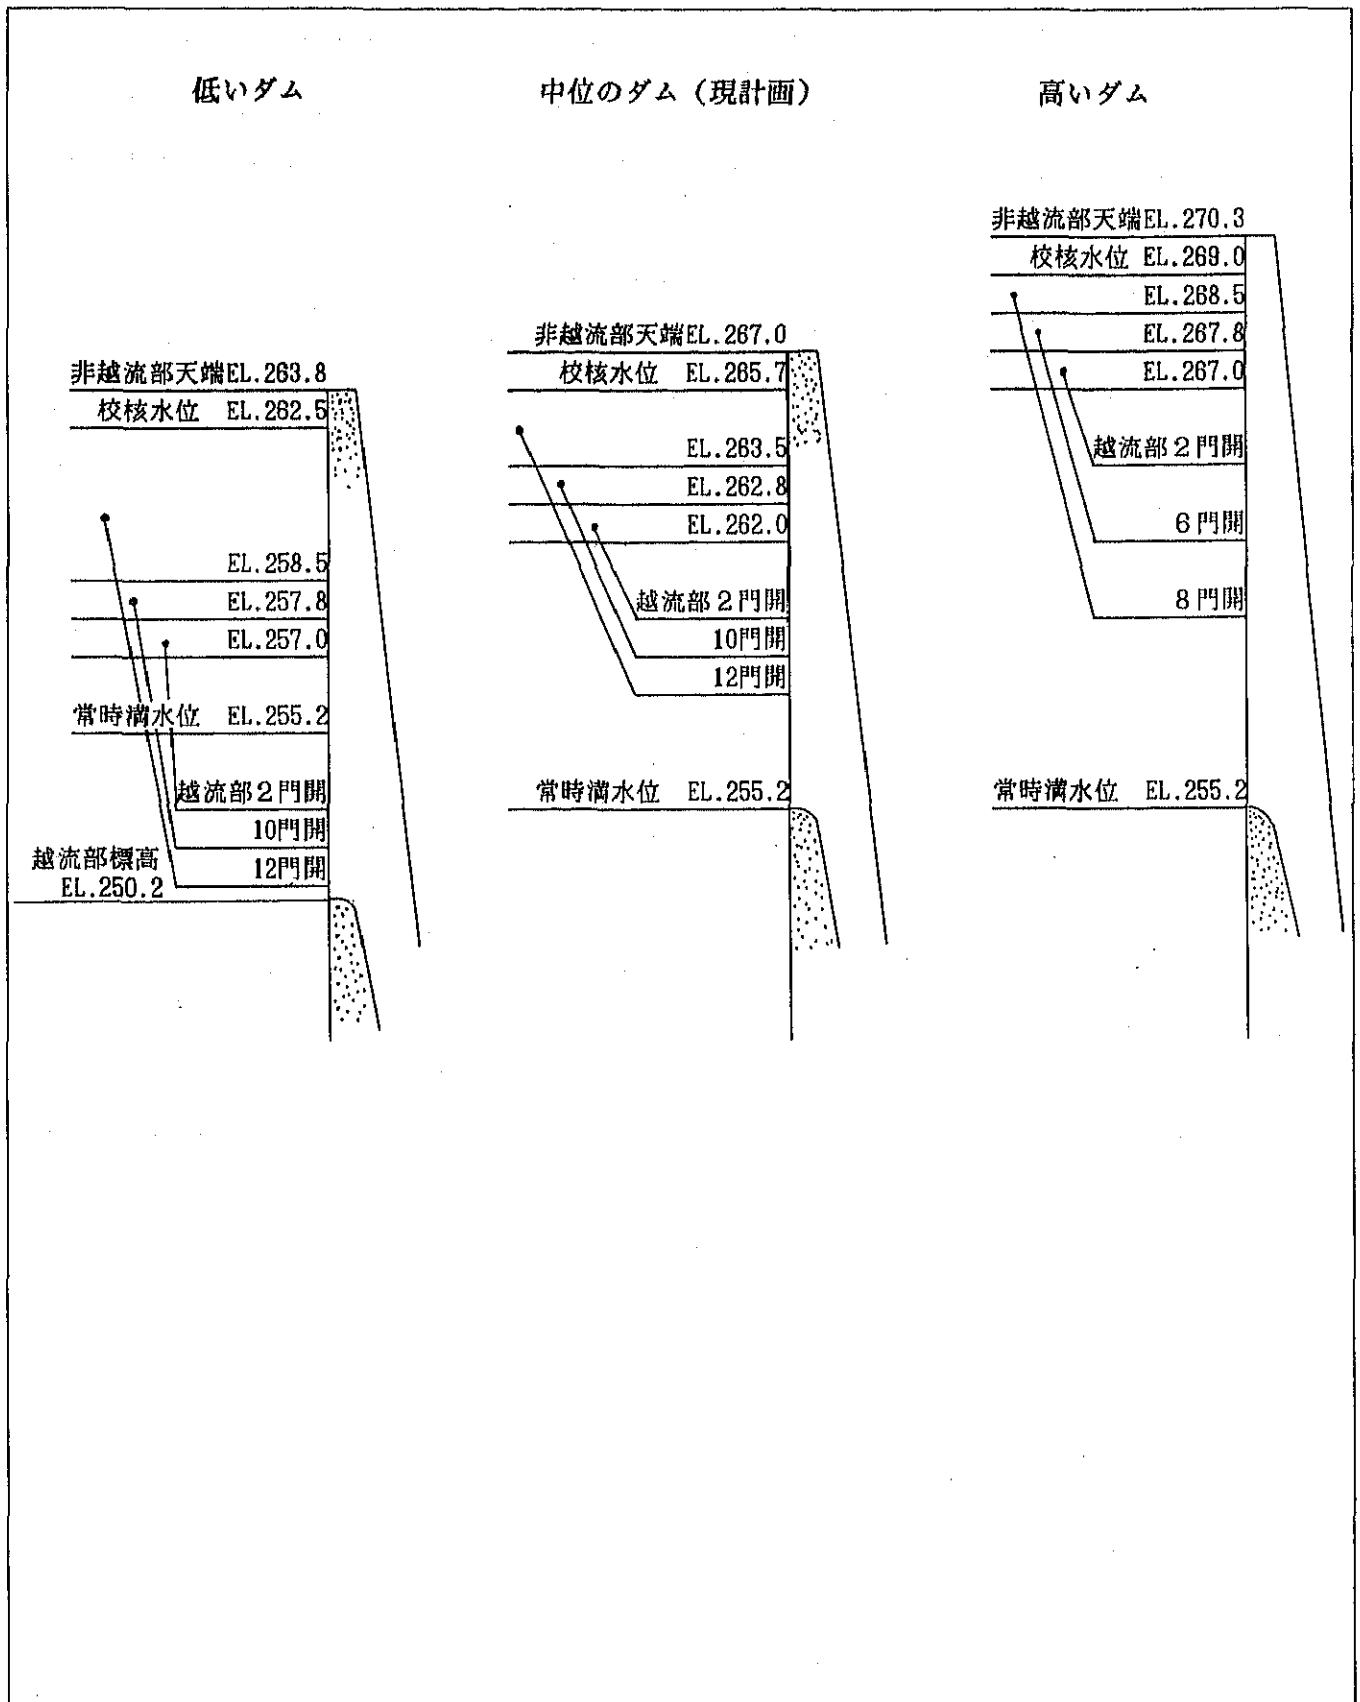 低いダム
非越流部天端EL.263.8
校核水位 EL.262.5
EL.258.5
EL.257.8
EL.257.0
常時満水位 EL.255.2
越流部2門開
10門開
12門開
越流部標高
EL.250.2
中位のダム（現計画）
非越流部天端EL.267.0
校核水位 EL.265.7
EL.263.5
EL.262.8
EL.262.0
越流部2門開
10門開
12門開
常時満水位 EL.255.2
高いダム
非越流部天端EL.270.3
校核水位 EL.269.0
EL.268.5
EL.267.8
EL.267.0
越流部2門開
6門開
8門開
常時満水位 EL.255.2